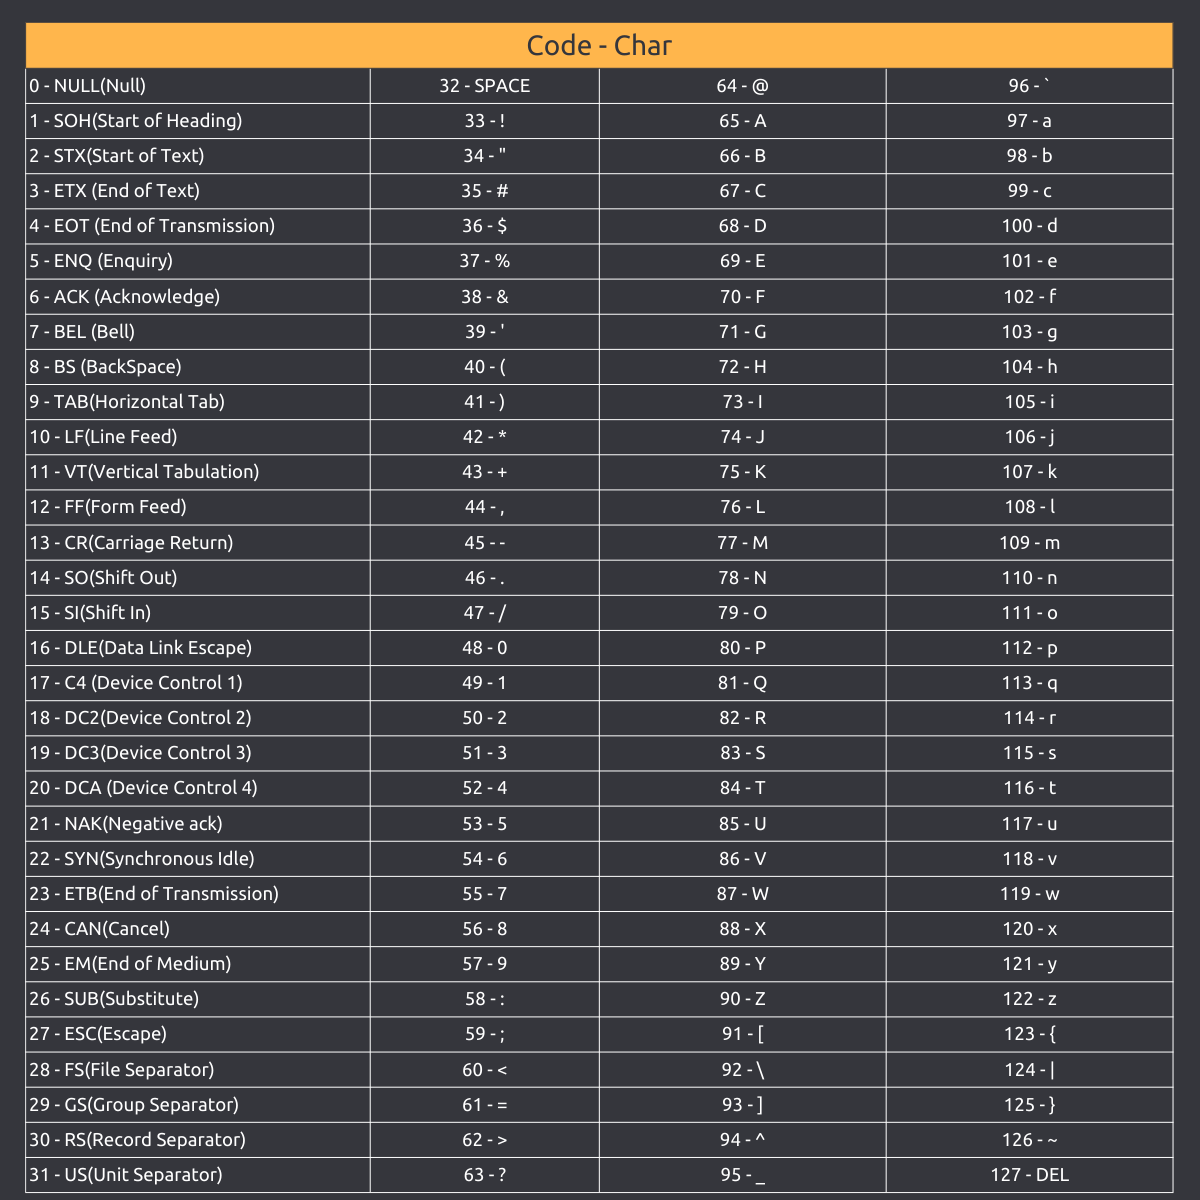 Code - Char
0 - NULL(Null) 32 - SPACE 64 - @ 96 - `
1 - SOH(Start of Heading) 33 - ! 65 - A 97 - a
2 - STX(Start of Text) 34 - " 66 - B 98 - b
3 - ETX (End of Text) 35 - # 67 - C 99 - c
4 - EOT (End of Transmission) 36 - $ 68 - D 100 - d
5 - ENQ (Enquiry) 37 - % 69 - E 101 - e
6 - ACK (Acknowledge) 38 - & 70 - F 102 - f
7 - BEL (Bell) 39 - ' 71 - G 103 - g
8 - BS (BackSpace) 40 - ( 72 - H 104 - h
9 - TAB(Horizontal Tab) 41 - ) 73 - I 105 - i
10 - LF(Line Feed) 42 - * 74 - J 106 - j
11 - VT(Vertical Tabulation) 43 - + 75 - K 107 - k
12 - FF(Form Feed) 44 - , 76 - L 108 - l
13 - CR(Carriage Return) 45 - - 77 - M 109 - m
14 - SO(Shift Out) 46 - . 78 - N 110 - n
15 - SI(Shift In) 47 - / 79 - O 111 - o
16 - DLE(Data Link Escape) 48 - 0 80 - P 112 - p
17 - C4 (Device Control 1) 49 - 1 81 - Q 113 - q
18 - DC2(Device Control 2) 50 - 2 82 - R 114 - r
19 - DC3(Device Control 3) 51 - 3 83 - S 115 - s
20 - DCA (Device Control 4) 52 - 4 84 - T 116 - t
21 - NAK(Negative ack) 53 - 5 85 - U 117 - u
22 - SYN(Synchronous Idle) 54 - 6 86 - V 118 - v
23 - ETB(End of Transmission) 55 - 7 87 - W 119 - w
24 - CAN(Cancel) 56 - 8 88 - X 120 - x
25 - EM(End of Medium) 57 - 9 89 - Y 121 - y
26 - SUB(Substitute) 58 - : 90 - Z 122 - z
27 - ESC(Escape) 59 - ; 91 - [ 123 - {
28 - FS(File Separator) 60 - < 92 - \ 124 - |
29 - GS(Group Separator) 61 - = 93 - ] 125 - }
30 - RS(Record Separator) 62 - > 94 - ^ 126 - ~
31 - US(Unit Separator) 63 - ? 95 - _ 127 - DEL